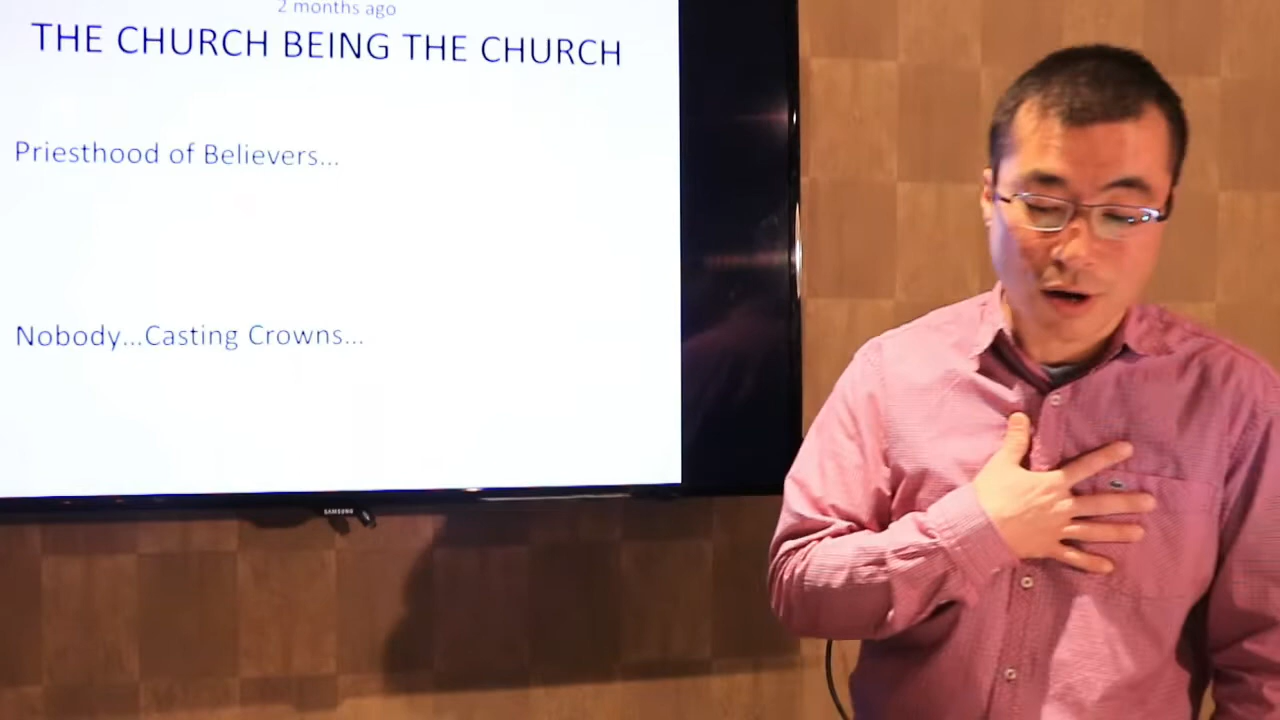 2 months ago
THE CHURCH BEING THE CHURCH
Priesthood of Believers...
Nobody...Casting Crowns...
SAMSUNG